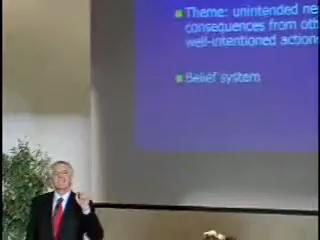 Theme: unintended ne
consequences from oth
well-intentioned action
Belief system